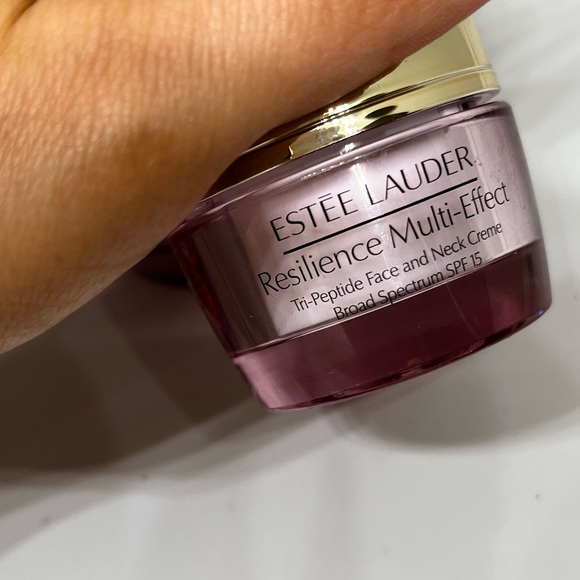 ESTĒE LAUDER
Resilience Multi-Effect
Tri-Peptide Face and Neck Creme
Broad Spectrum SPF 15